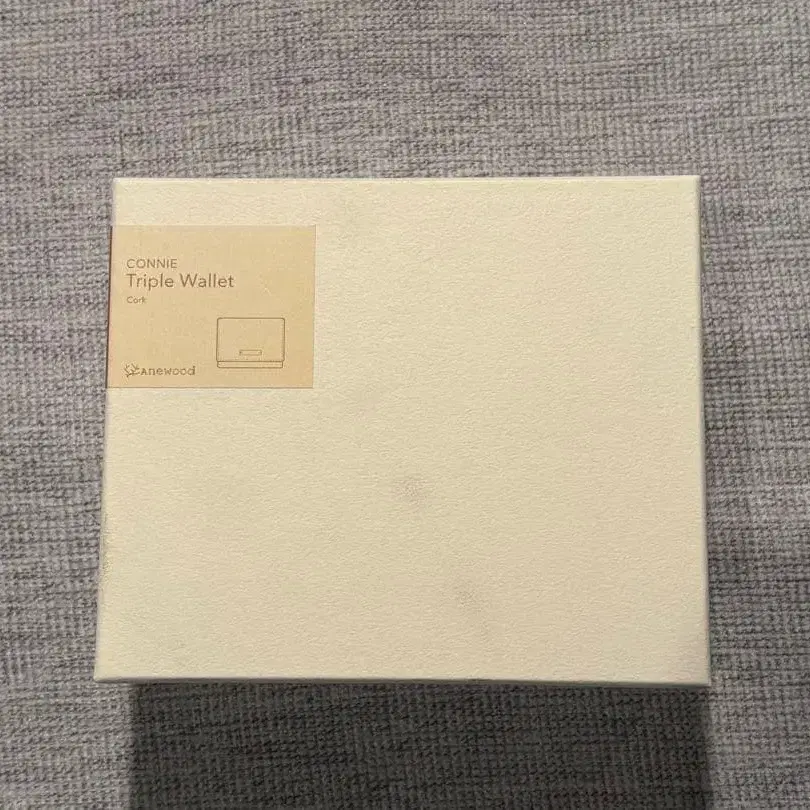 CONNIE
Triple Wallet
Cork
Anewood